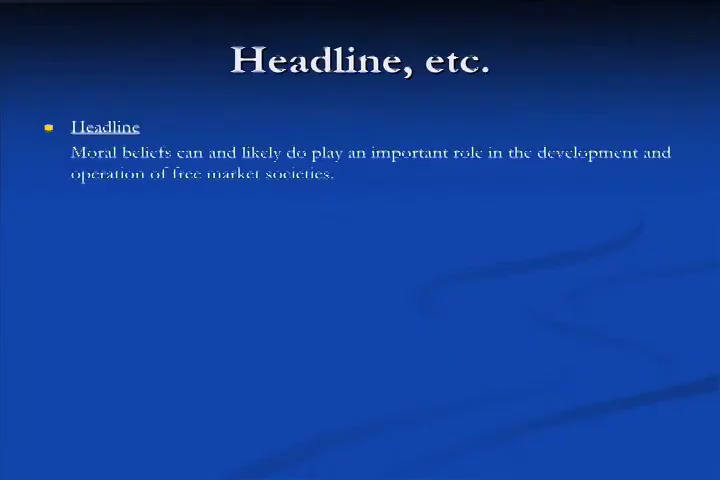 Headline, etc.
Headline
Moral beliefs can and likely do play an important role in the development and
operation of free market societies.